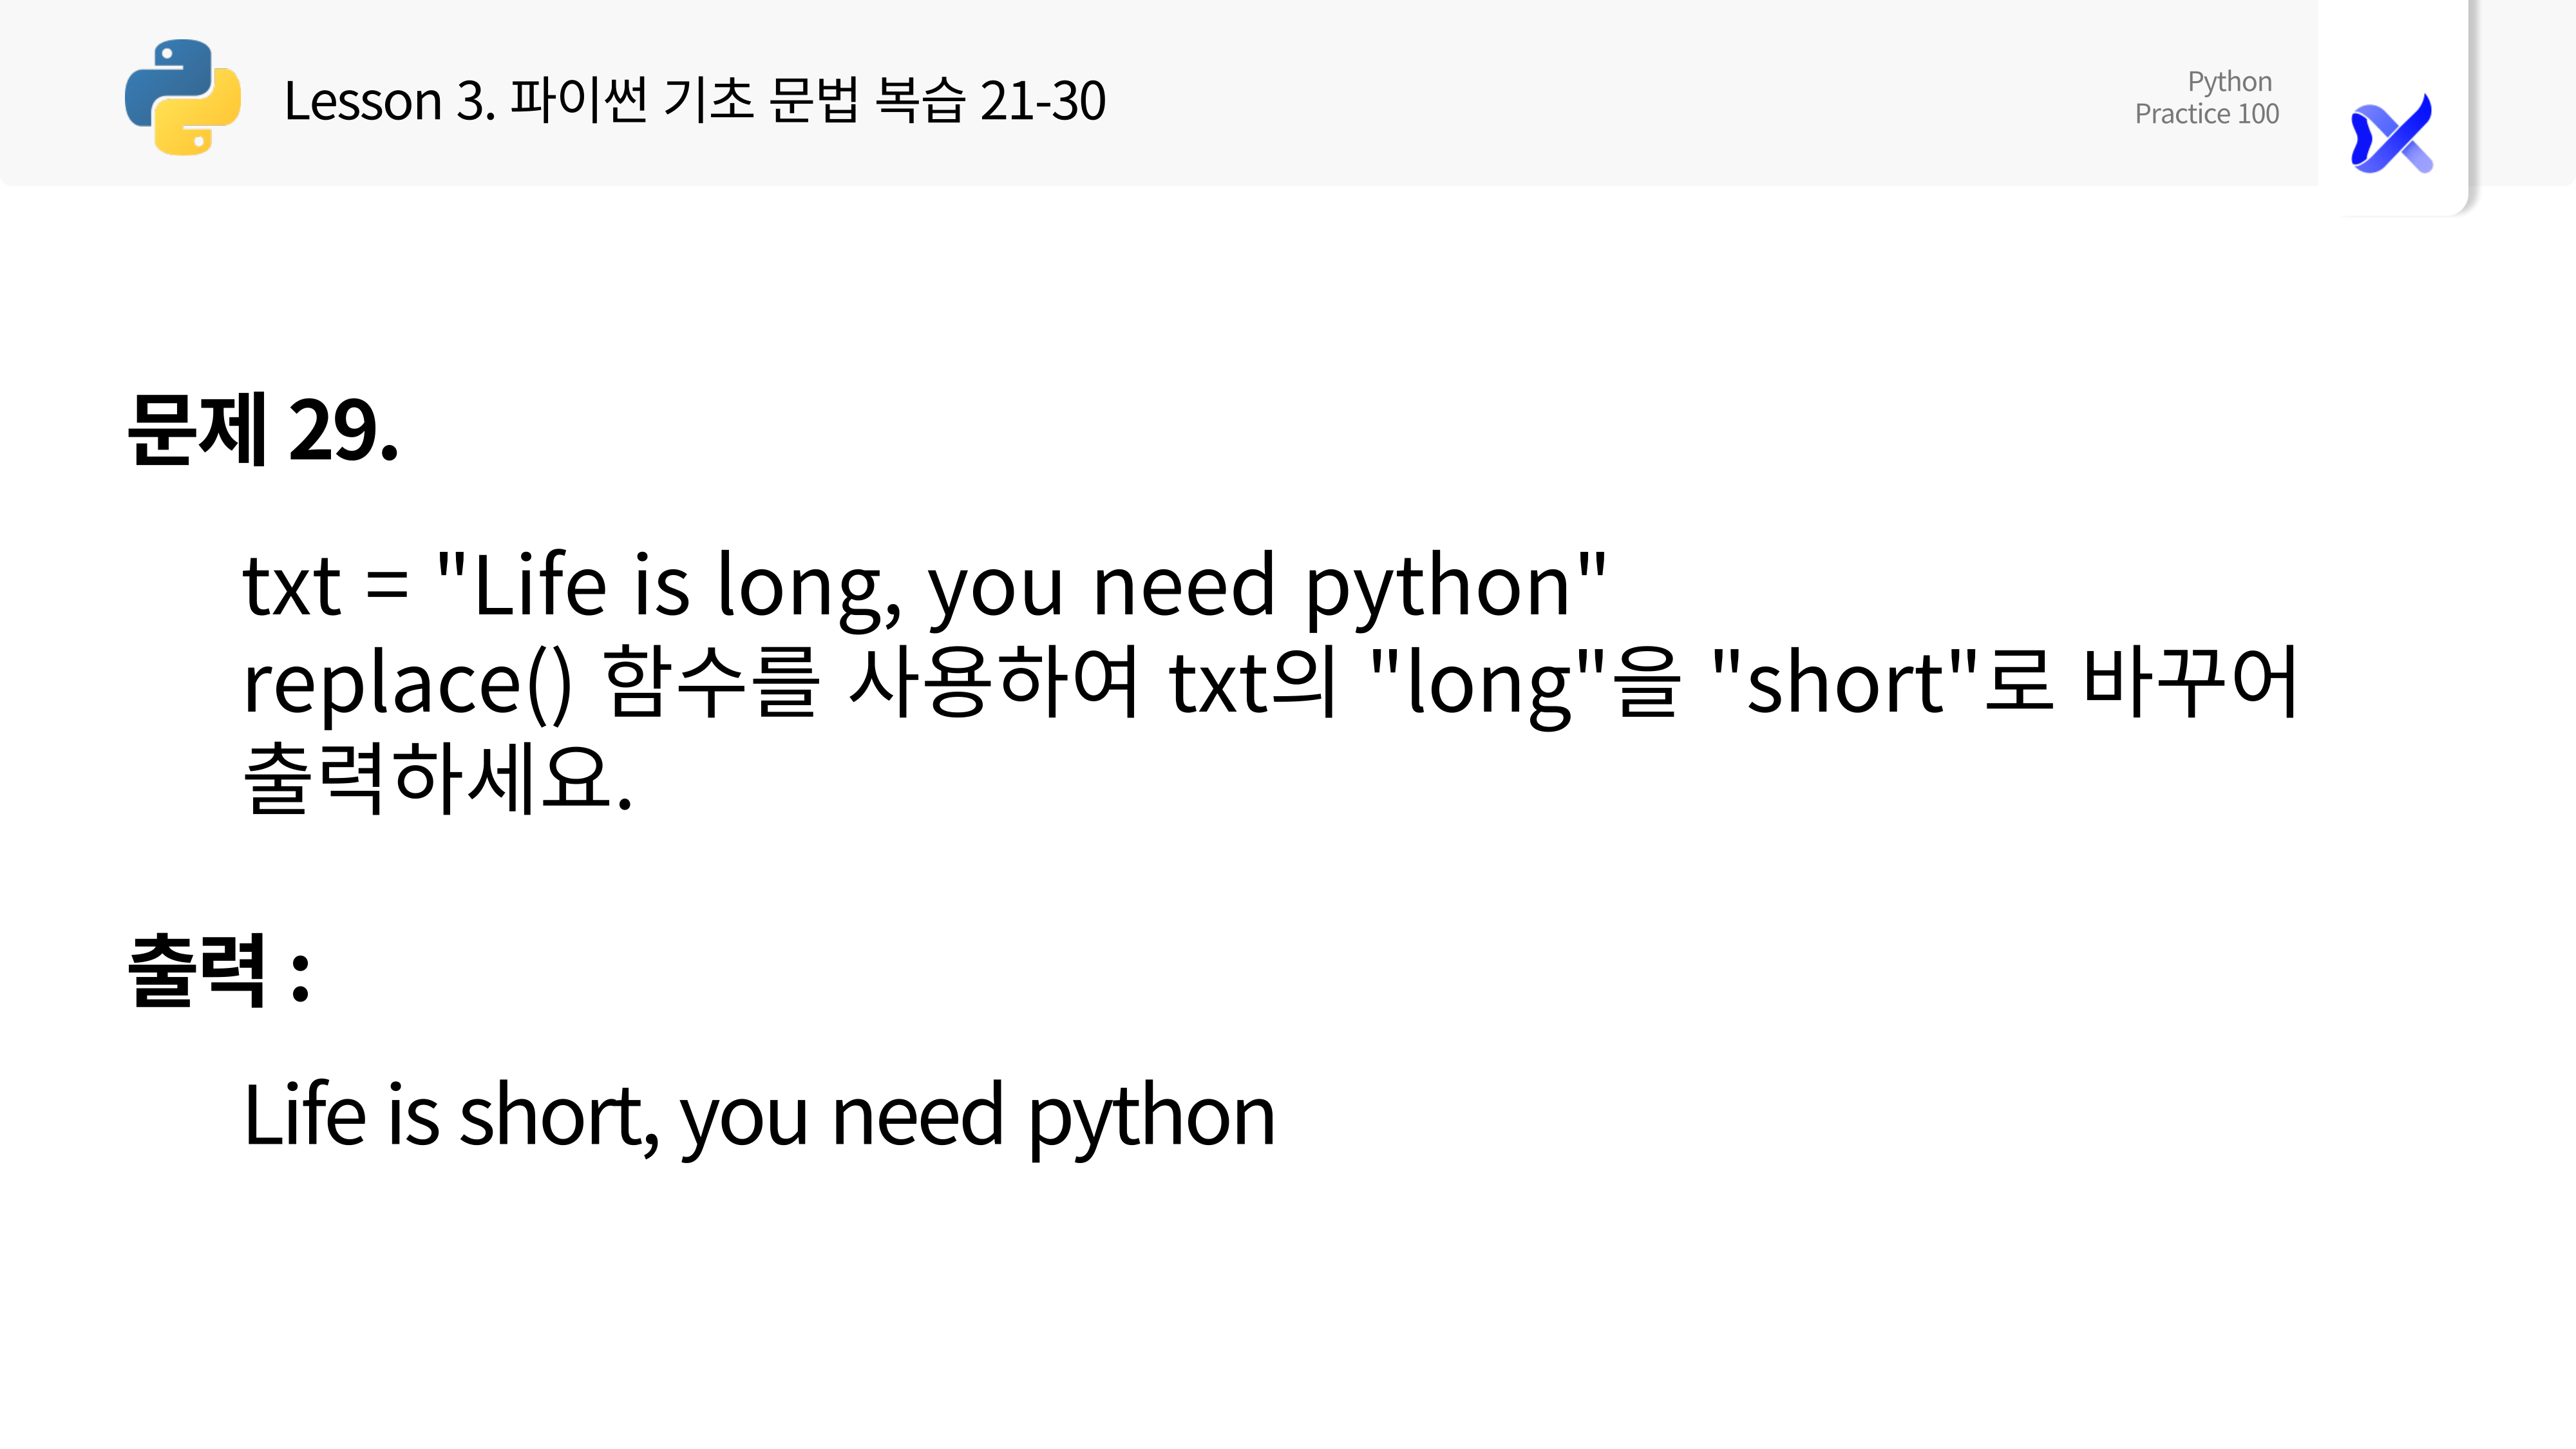 Lesson 3. 파이썬 기초 문법 복습 21-30
Python
Practice 100
문제 29.
txt = "Life is long, you need python"
replace() 함수를 사용하여 txt의 "long"을 "short"로 바꾸어
출력하세요.
출력 :
Life is short, you need python